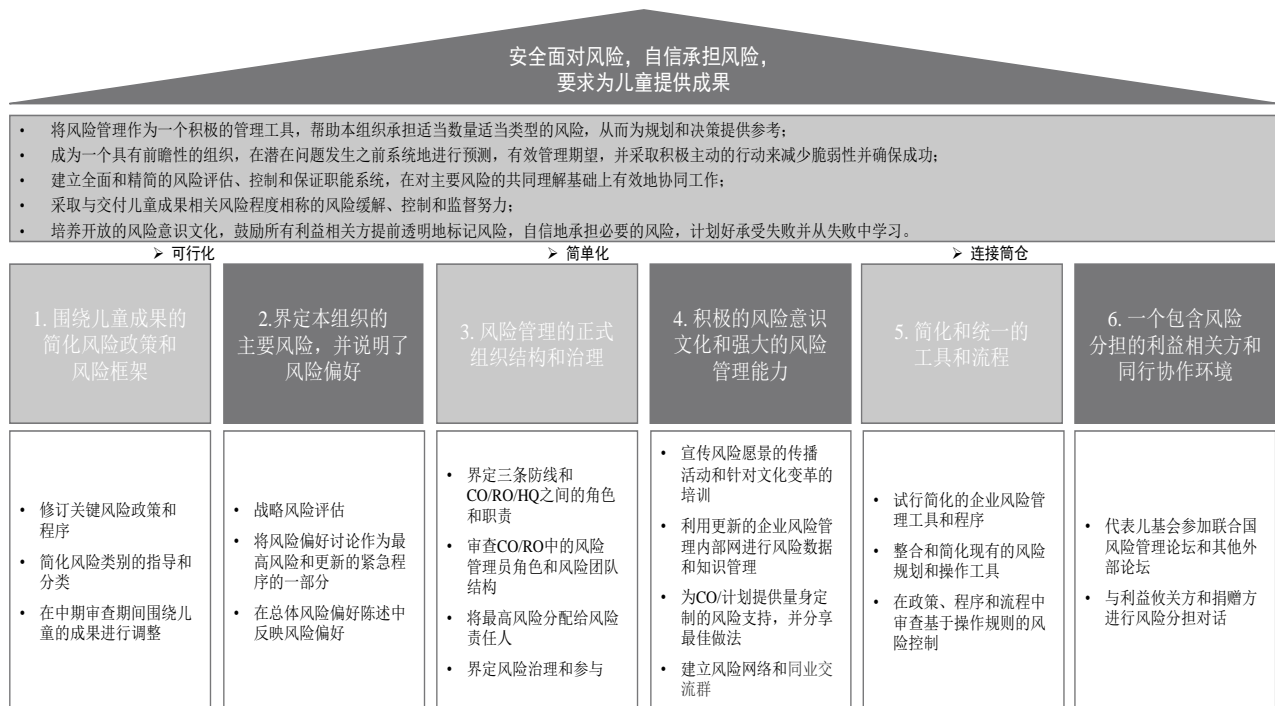 安全面对风险，自信承担风险，
要求为儿童提供成果
• 将风险管理作为一个积极的管理工具，帮助本组织承担适当数量适当类型的风险，从而为规划和决策提供参考；
• 成为一个具有前瞻性的组织，在潜在问题发生之前系统地进行预测，有效管理期望，并采取积极主动的行动来减少脆弱性并确保成功；
• 建立全面和精简的风险评估、控制和保证职能系统，在对主要风险的共同理解基础上有效地协同工作；
• 采取与交付儿童成果相关风险程度相称的风险缓解、控制和监督努力；
• 培养开放的风险意识文化，鼓励所有利益相关方提前透明地标记风险，自信地承担必要的风险，计划好承受失败并从失败中学习。
➢ 可行化
➢ 简单化
➢ 连接筒仓
1. 围绕儿童成果的
简化风险政策和
风险框架
2.界定本组织的
主要风险，并说明了
风险偏好
3. 风险管理的正式
组织结构和治理
4. 积极的风险意识
文化和强大的风险
管理能力
5. 简化和统一的
工具和流程
6. 一个包含风险
分担的利益相关方和
同行协作环境
• 修订关键风险政策和
程序
• 简化风险类别的指导和
分类
• 在中期审查期间围绕儿
童的成果进行调整
• 战略风险评估
• 将风险偏好讨论作为最
高风险和更新的紧急程
序的一部分
• 在总体风险偏好陈述中
反映风险偏好
• 界定三条防线和
CO/RO/HQ之间的角色
和职责
• 审查CO/RO中的风险
管理员角色和风险团队
结构
• 将最高风险分配给风险
责任人
• 界定风险治理和参与
• 宣传风险愿景的传播
活动和针对文化变革的
培训
• 利用更新的企业风险管
理内部网进行风险数据
和知识管理
• 为CO/计划提供量身定
制的风险支持，并分享
最佳做法
• 建立风险网络和同业交
流群
• 试行简化的企业风险管
理工具和程序
• 整合和简化现有的风险
规划和操作工具
• 在政策、程序和流程中
审查基于操作规则的风
险控制
• 代表儿基会参加联合国
风险管理论坛和其他外
部论坛
• 与利益攸关方和捐赠方
进行风险分担对话